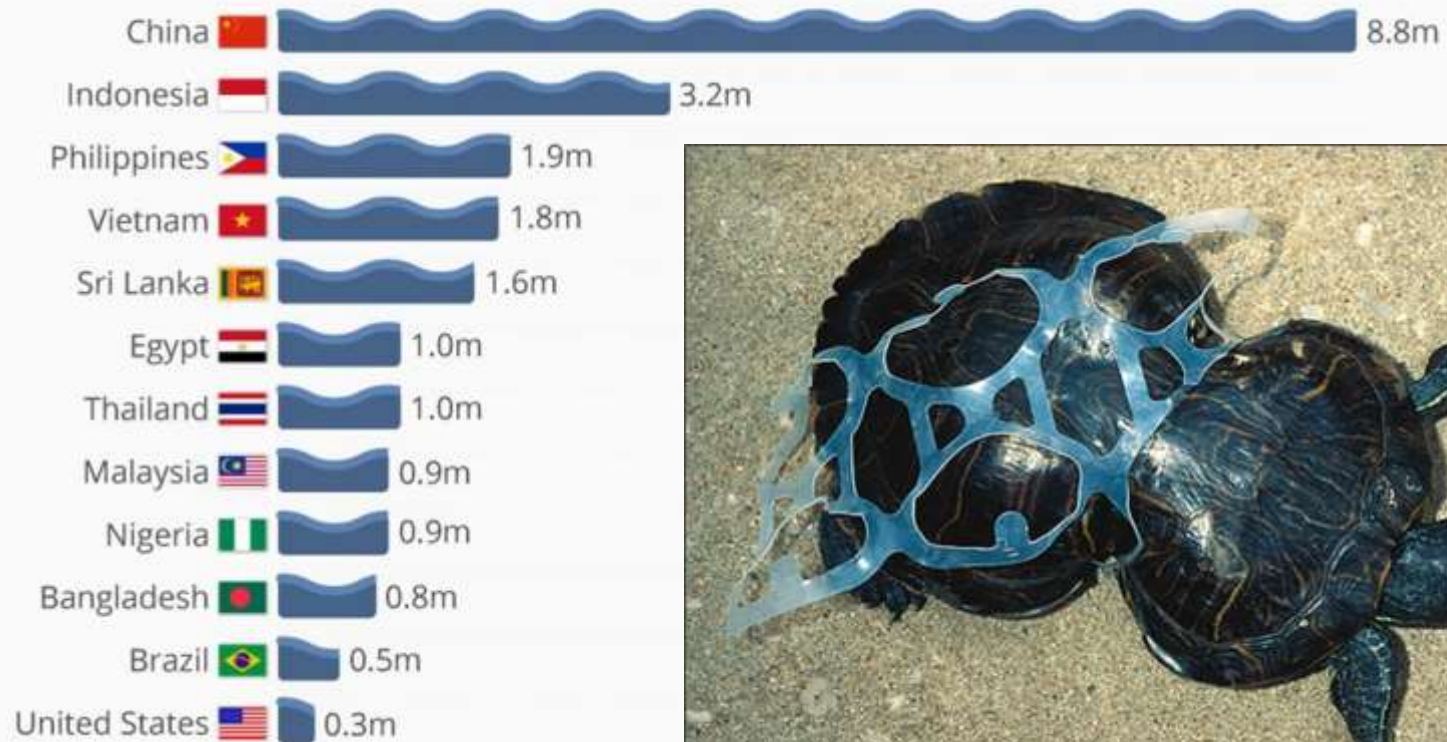 China 8.8m
Indonesia 3.2m
Philippines 1.9m
Vietnam 1.8m
Sri Lanka 1.6m
Egypt 1.0m
Thailand 1.0m
Malaysia 0.9m
Nigeria 0.9m
Bangladesh 0.8m
Brazil 0.5m
United States 0.3m